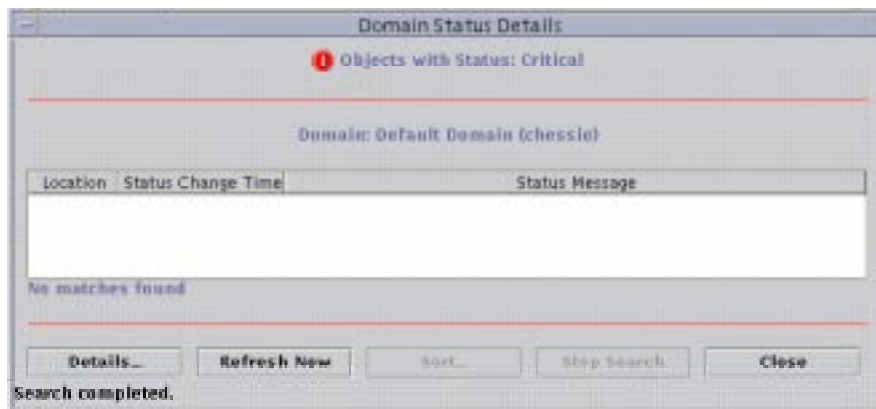 Domain Status Details
Objects with Status: Critical
Domain: Default Domain (chessie)
Location Status Change Time Status Message
No matches found
Details... Refresh Now Sort... Stop Search Close
Search completed.